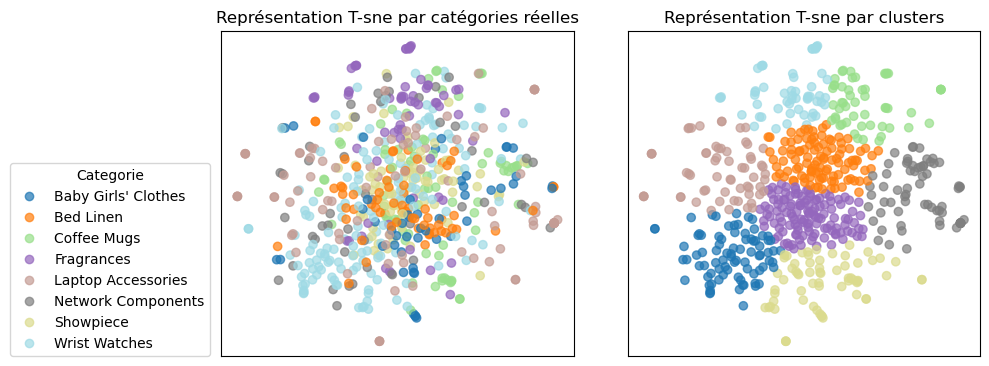 Représentation T-sne par catégories réelles
Représentation T-sne par clusters
Categorie
Baby Girls' Clothes
Bed Linen
Coffee Mugs
Fragrances
Laptop Accessories
Network Components
Showpiece
Wrist Watches